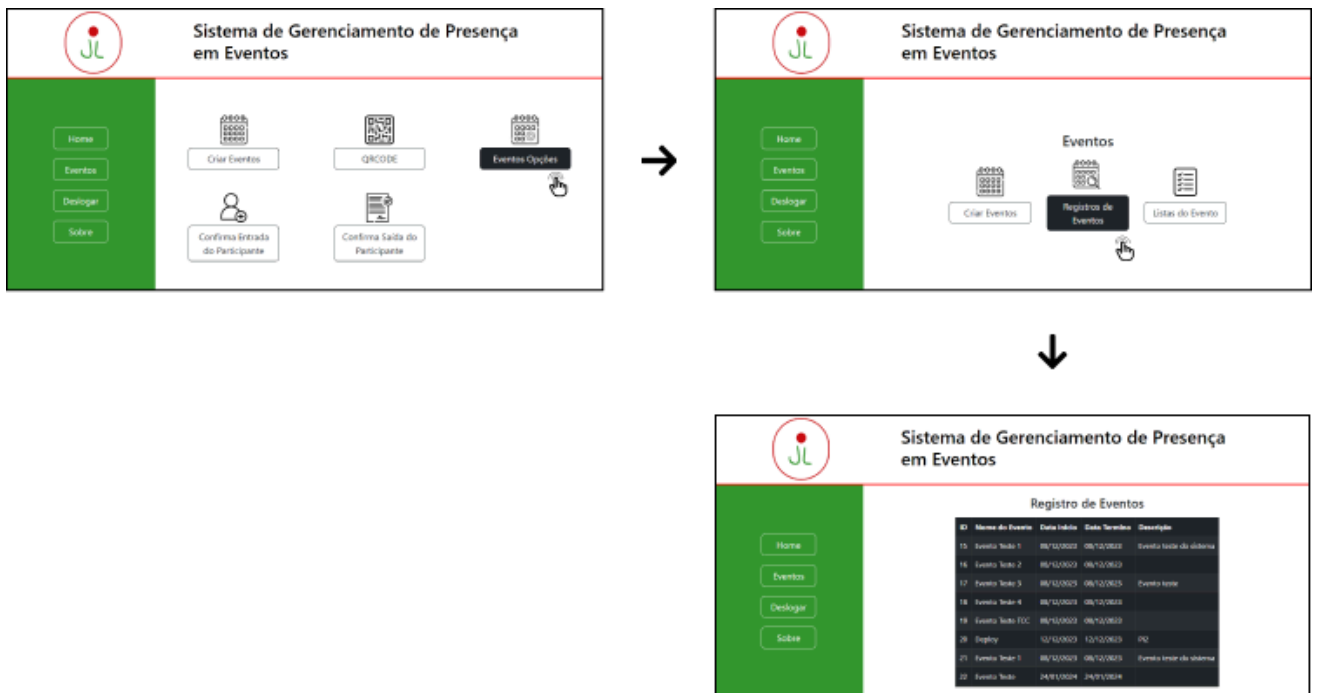 JL
Sistema de Gerenciamento de Presença
em Eventos
Home
Eventos
Deslogar
Sobre
Criar Eventos
QRCODE
Eventos Opções
Confirma Entrada
do Participante
Confirma Saída do
Participante
JL
Sistema de Gerenciamento de Presença
em Eventos
Home
Eventos
Deslogar
Sobre
Eventos
Criar Eventos
Registros de
Eventos
Listas do Evento
JL
Sistema de Gerenciamento de Presença
em Eventos
Home
Eventos
Deslogar
Sobre
Registro de Eventos
ID Nome do Evento Data Início Data Termino Descrição
15 Evento Teste 1 08/12/2023 08/12/2023 Evento teste do sistema
16 Evento Teste 2 08/12/2023 08/12/2023
17 Evento Teste 3 08/12/2023 08/12/2023 Evento teste
18 Evento Teste 4 08/12/2023 08/12/2023
19 Evento Teste TCC 08/12/2023 08/12/2023
20 Deploy 12/12/2023 12/12/2023 PI2
21 Evento Teste 1 08/12/2023 08/12/2023 Evento teste do sistema
22 Evento Teste 24/01/2024 24/01/2024